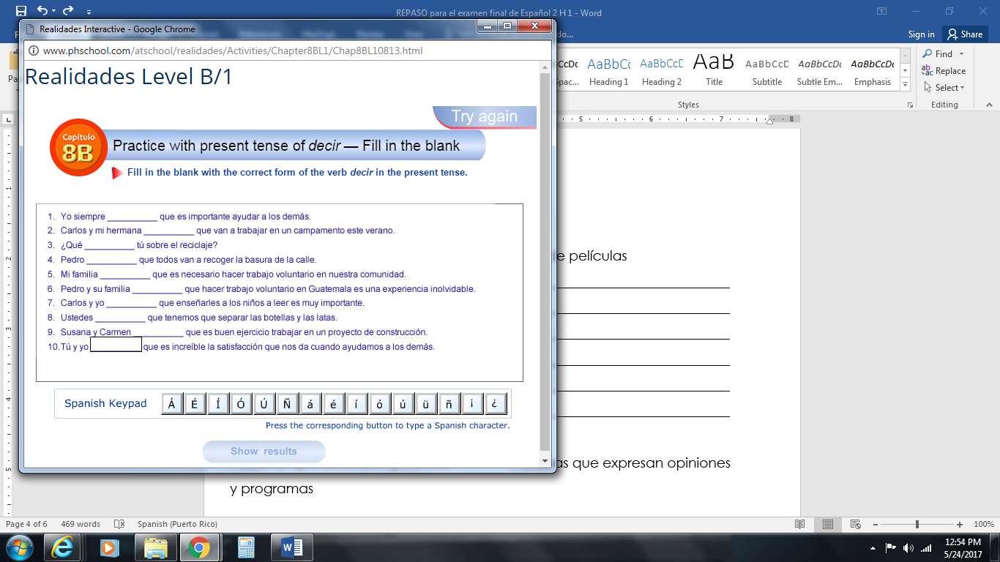 REPASO para el examen final de Español 2 H1 - Word
Realidades Interactive - Google Chrome
Sign in
Share
www.phschool.com/atschool/realidades/Activities/Chapter8BL1/Chap8BL10813.html
Realidades Level B/1
AaBbCc AaBbCcD AaB AaBbCcD AaBbCcDc AaBbCcDc
Heading 1 Heading 2 Title Subtitle Subtle Em... Emphasis
Find
Replace
Select
Styles
Editing
5 6 7 8
Try again
Capítulo
8B
Practice with present tense of decir — Fill in the blank
Fill in the blank with the correct form of the verb decir in the present tense.
1. Yo siempre __________ que es importante ayudar a los demás.
2. Carlos y mi hermana __________ que van a trabajar en un campamento este verano.
3. ¿Qué __________ tú sobre el reciclaje?
4. Pedro __________ que todos van a recoger la basura de la calle.
5. Mi familia __________ que es necesario hacer trabajo voluntario en nuestra comunidad.
6. Pedro y su familia __________ que hacer trabajo voluntario en Guatemala es una experiencia inolvidable.
7. Carlos y yo __________ que enseñarles a los niños a leer es muy importante.
8. Ustedes __________ que tenemos que separar las botellas y las latas.
9. Susana y Carmen __________ que es buen ejercicio trabajar en un proyecto de construcción.
10. Tú y yo que es increíble la satisfacción que nos da cuando ayudamos a los demás.
Spanish Keypad Á É Í Ó Ú Ñ á é í ó ú ü ñ ¡ ¿
Press the corresponding button to type a Spanish character.
Show results
e películas
as que expresan opiniones
y programas
Page 4 of 6 469 words Spanish (Puerto Rico)
100%
12:54 PM
5/24/2017